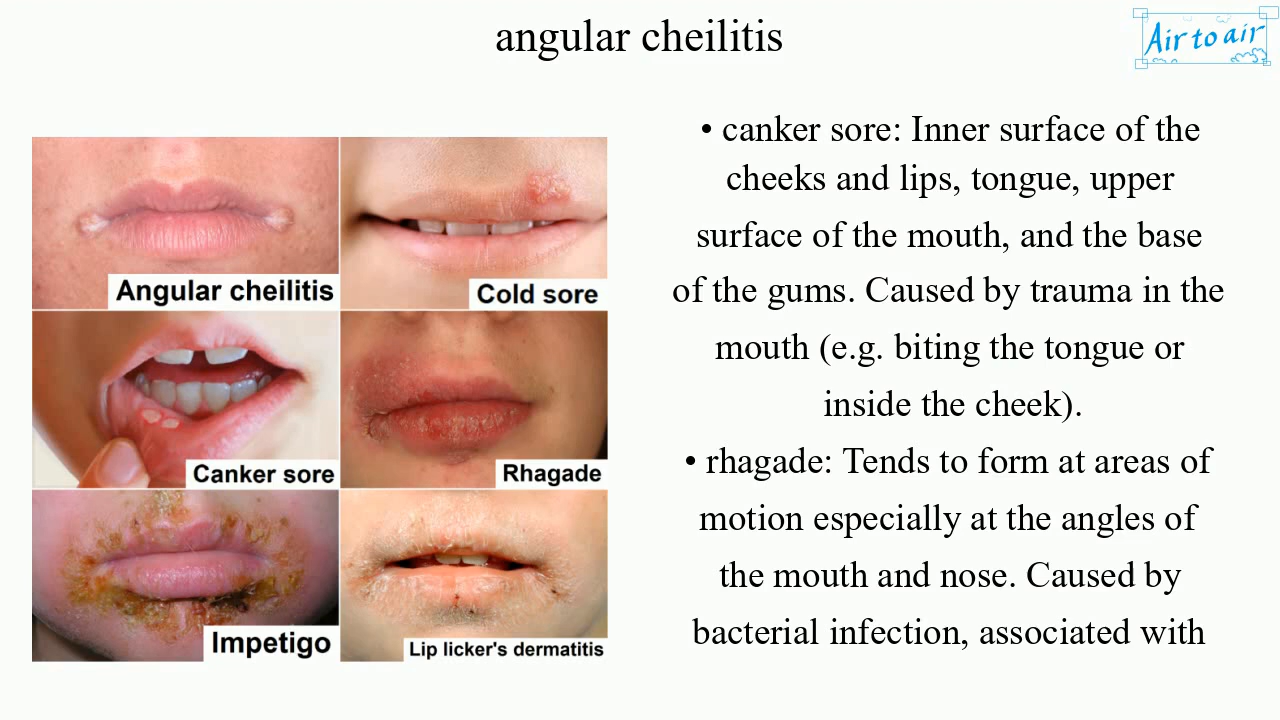 angular cheilitis
Air to air
Angular cheilitis
Cold sore
Canker sore
Rhagade
Impetigo
Lip licker's dermatitis
• canker sore: Inner surface of the
cheeks and lips, tongue, upper
surface of the mouth, and the base
of the gums. Caused by trauma in the
mouth (e.g. biting the tongue or
inside the cheek).
• rhagade: Tends to form at areas of
motion especially at the angles of
the mouth and nose. Caused by
bacterial infection, associated with